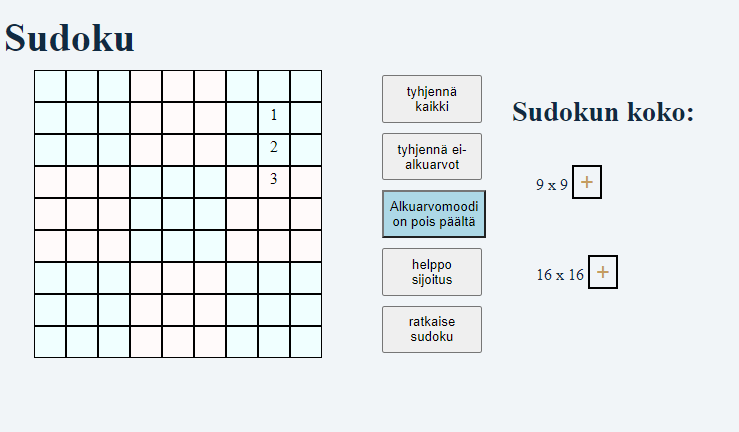 Sudoku
1
2
3
tyhjennä
kaikki
tyhjennä ei-
alkuarvot
Alkuarvomoodi
on pois päältä
helppo
sijoitus
ratkaise
sudoku
Sudokun koko:
9 x 9 +
16 x 16 +